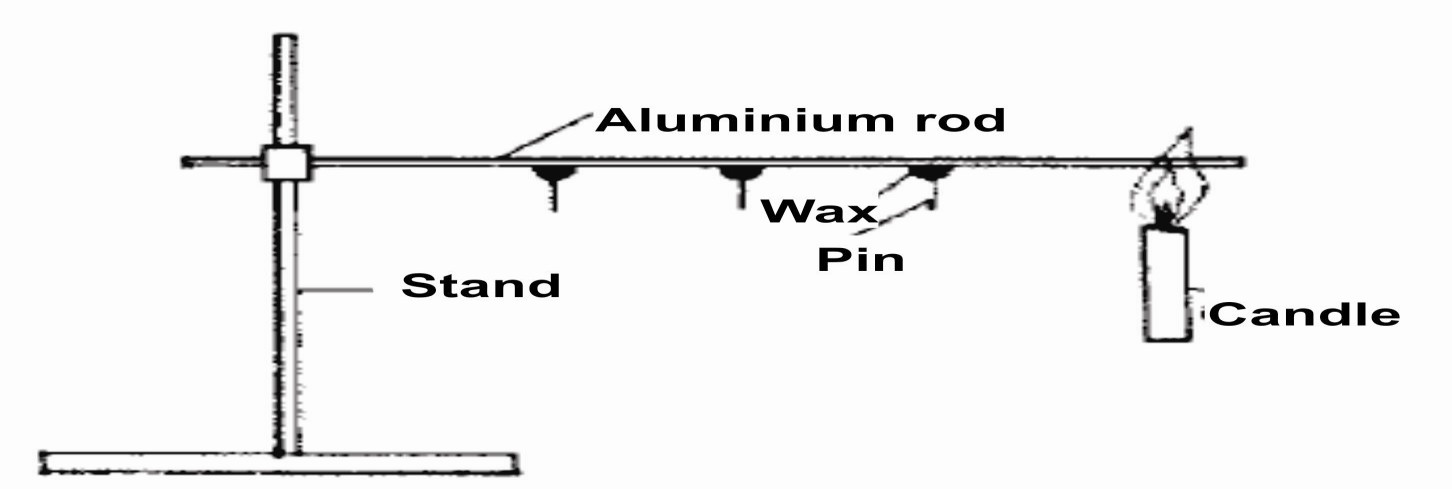 Aluminium rod
Wax
Pin
Stand
Candle